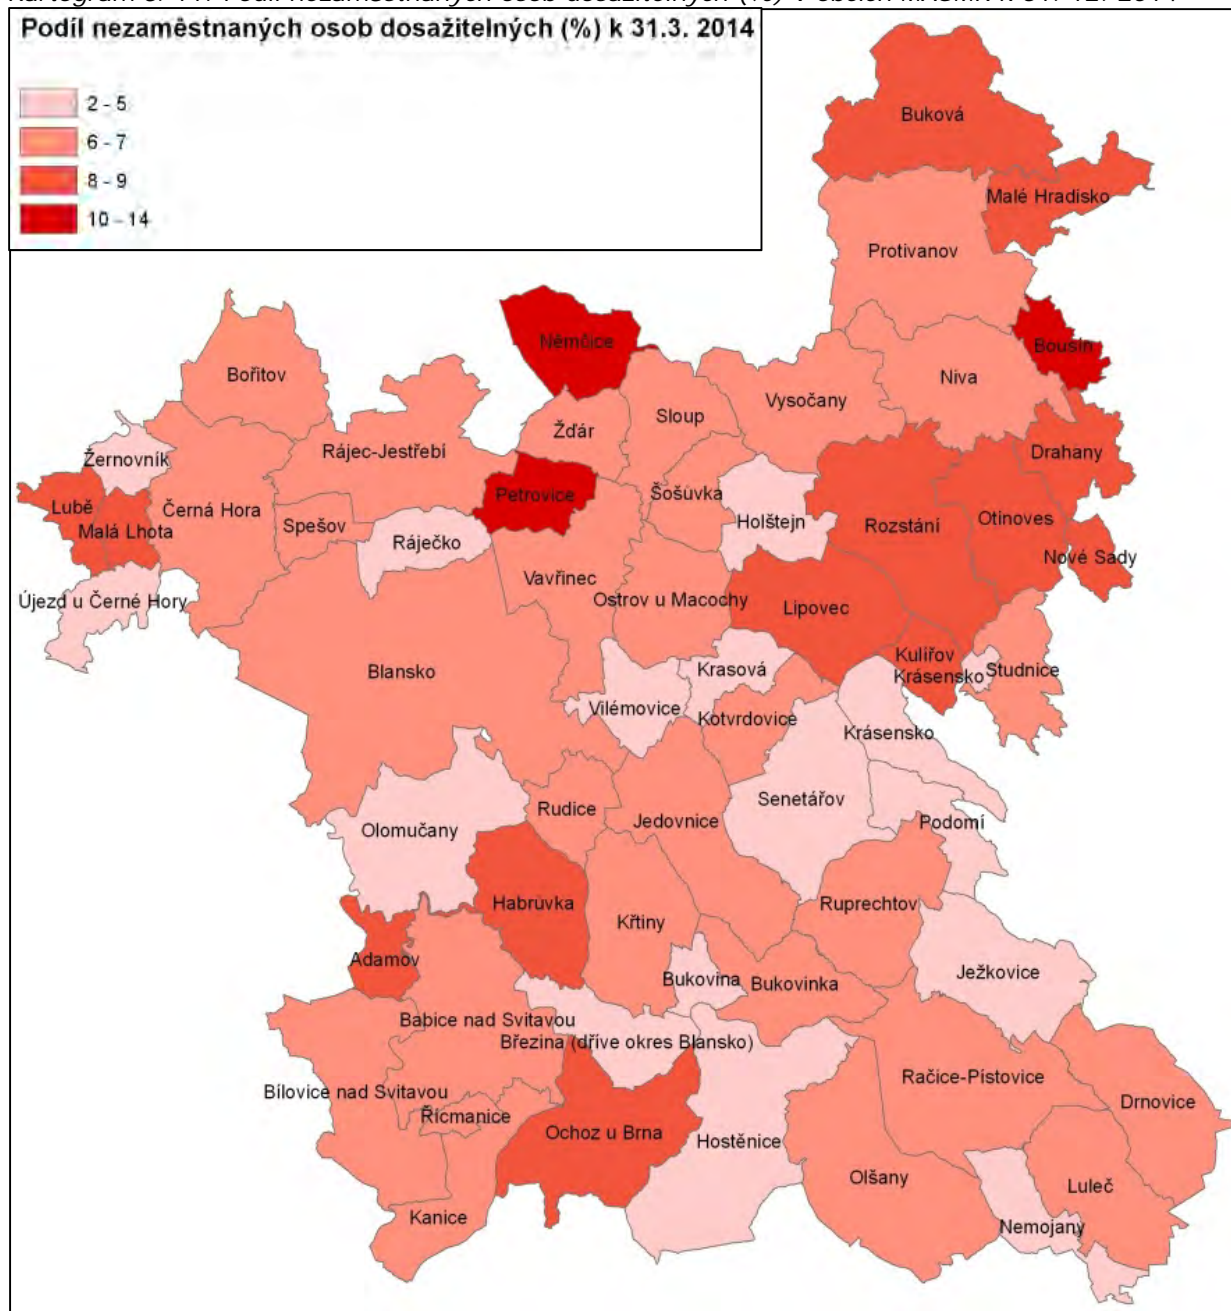 Podíl nezaměstnaných osob dosažitelných (%) k 31.3. 2014
2 - 5
6 - 7
8 - 9
10 - 14
Buková
Malé Hradisko
Protivanov
Němčice
Bousín
Bořitov
Niva
Vysočany
Sloup
Žďár
Rájec-Jestřebí
Drahany
Žernovník
Petrovice
Šošůvka
Lubě
Černá Hora
Holštejn
Otinoves
Malá Lhota
Spešov
Rozstání
Ráječko
Nové Sady
Vavřinec
Újezd u Černé Hory
Ostrov u Macochy
Lipovec
Kulířov
Krásensko
Studnice
Blansko
Krasová
Vilémovice
Kotvrdovice
Krásensko
Senetářov
Rudice
Jedovnice
Podomí
Olomučany
Habrůvka
Ruprechtov
Křtiny
Adamov
Ježkovice
Bukovina
Bukovinka
Babice nad Svitavou
Březina (dříve okres Blansko)
Račice-Pístovice
Bílovice nad Svitavou
Drnovice
Řícmanice
Ochoz u Brna
Hostěnice
Olšany
Luleč
Kanice
Nemojany